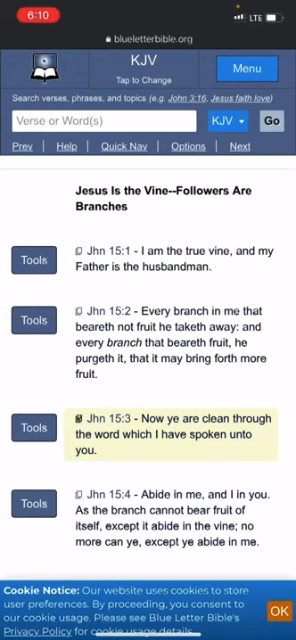 6:10
LTE
blueletterbible.org
KJV
Tap to Change
Menu
Search verses, phrases, and topics (e.g. John 3:16, Jesus faith love)
Verse or Word(s)
KJV
Go
Prev | Help | Quick Nav | Options | Next
Jesus Is the Vine--Followers Are
Branches
Tools
Jhn 15:1 - I am the true vine, and my
Father is the husbandman.
Tools
Jhn 15:2 - Every branch in me that
beareth not fruit he taketh away: and
every branch that beareth fruit, he
purgeth it, that it may bring forth more
fruit.
Tools
Jhn 15:3 - Now ye are clean through
the word which I have spoken unto
you.
Tools
Jhn 15:4 - Abide in me, and I in you.
As the branch cannot bear fruit of
itself, except it abide in the vine; no
more can ye, except ye abide in me.
Cookie Notice: Our website uses cookies to store
user preferences. By proceeding, you consent to
our cookie usage. Please see Blue Letter Bible's
Privacy Policy for cookie usage details.
OK